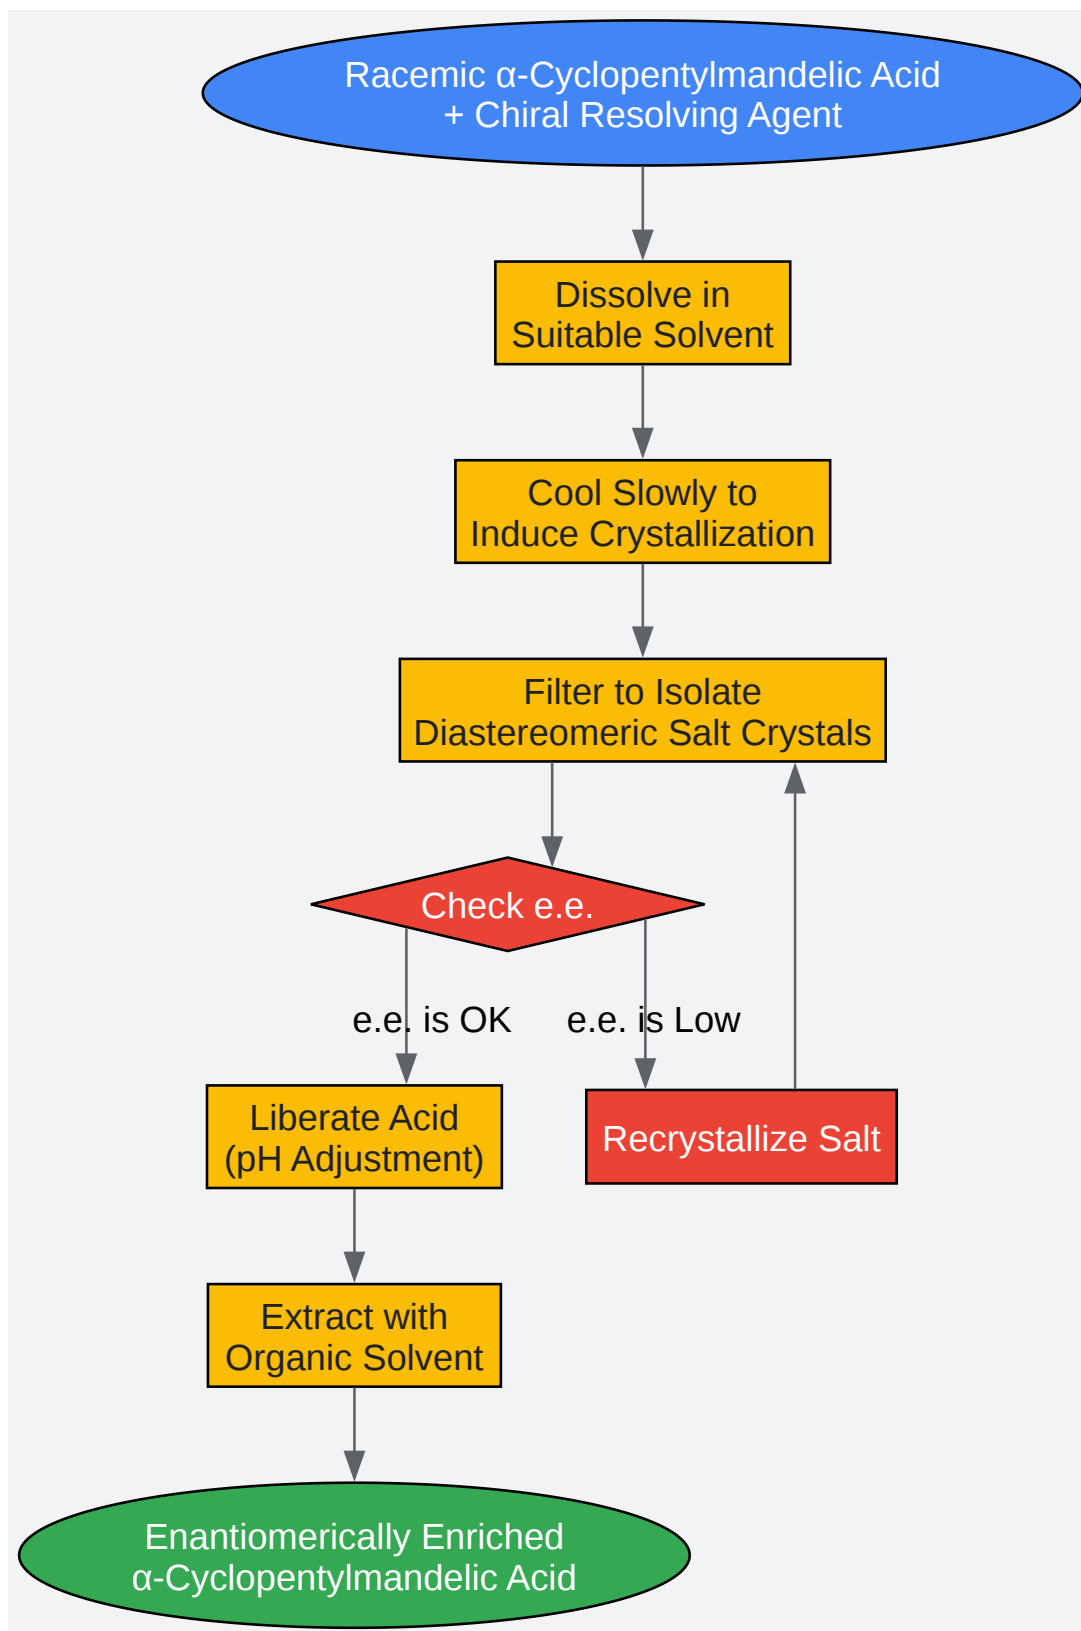 Racemic α-Cyclopentylmandelic Acid
+ Chiral Resolving Agent
Dissolve in
Suitable Solvent
Cool Slowly to
Induce Crystallization
Filter to Isolate
Diastereomeric Salt Crystals
Check e.e.
e.e. is OK
e.e. is Low
Liberate Acid
(pH Adjustment)
Recrystallize Salt
Extract with
Organic Solvent
Enantiomerically Enriched
α-Cyclopentylmandelic Acid